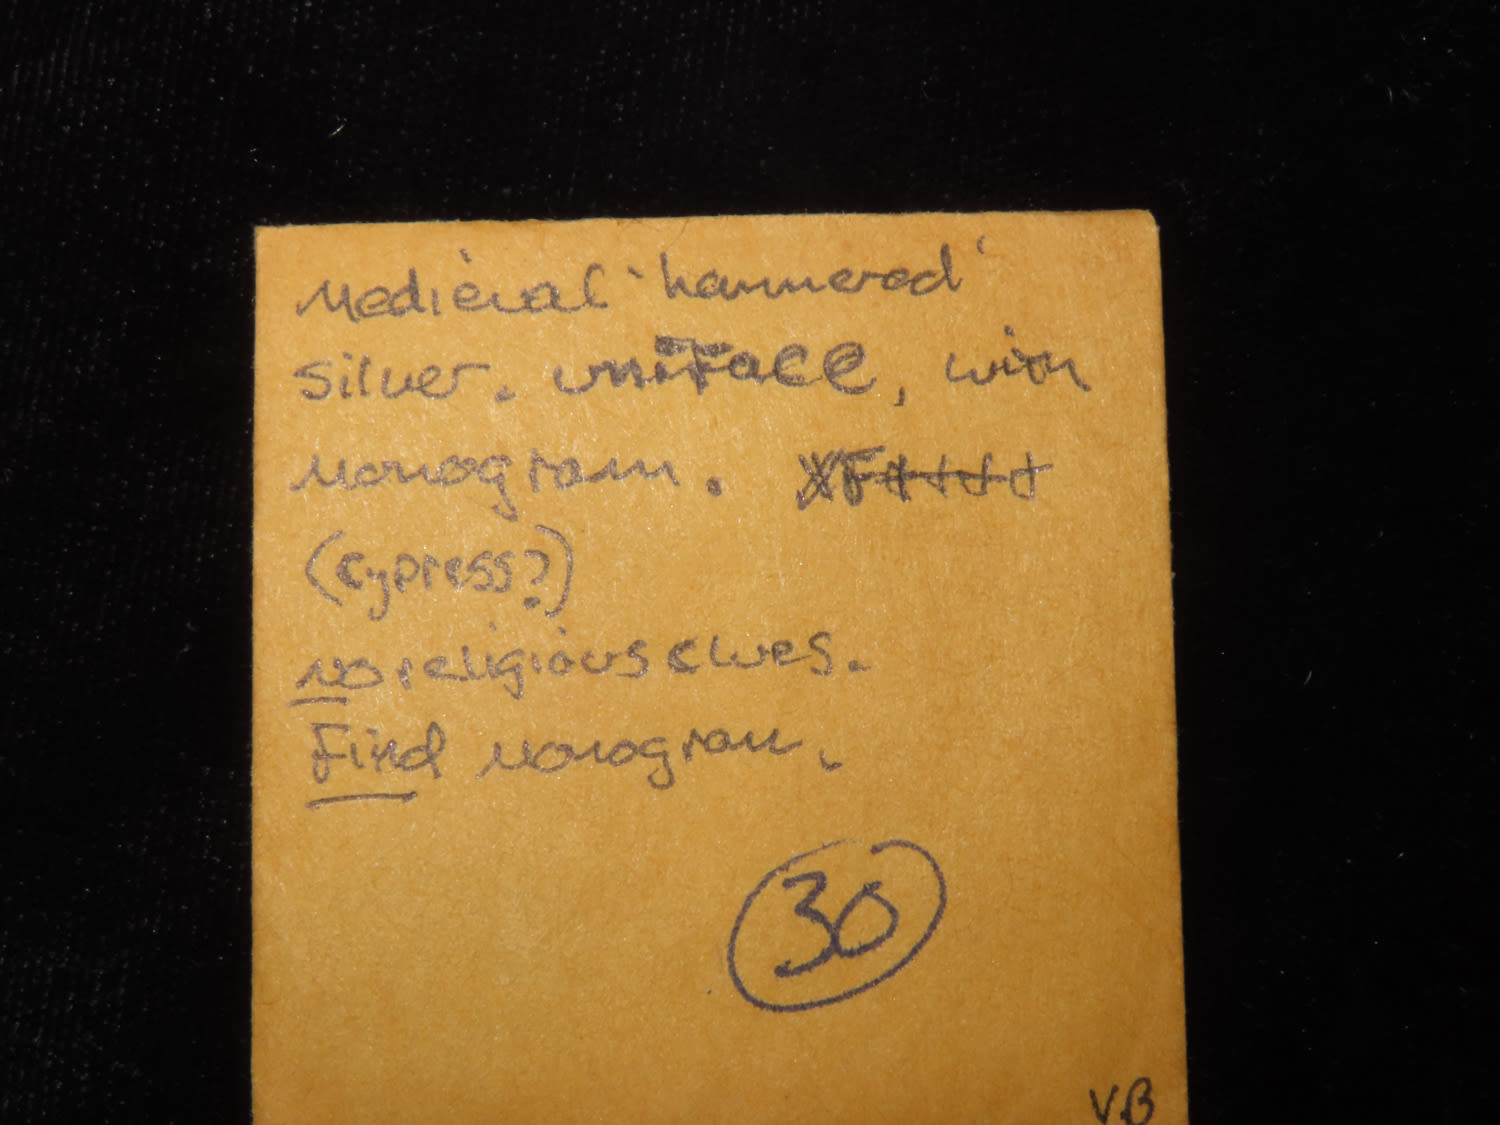 Medieval 'hammered'
silver. uniface, with
monogram.
(cypress?)
no religious clues.
Find monogram.
30
VB